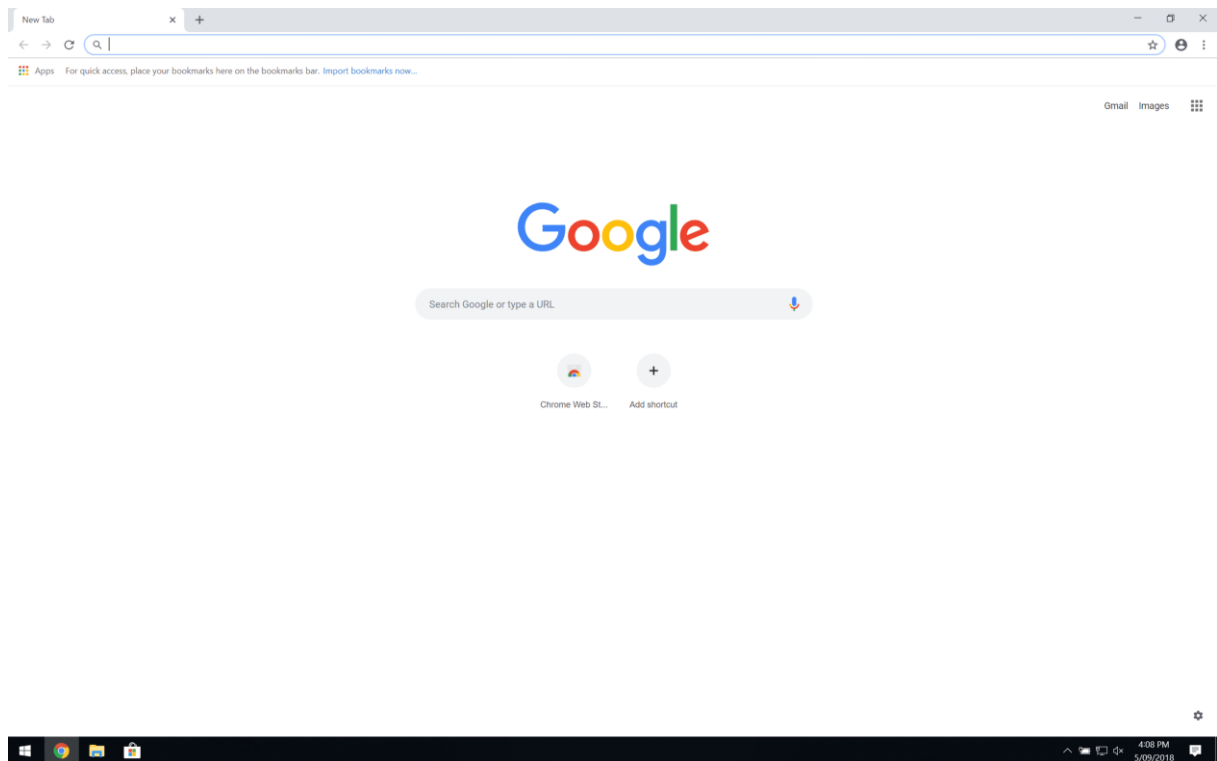 New Tab
Apps For quick access, place your bookmarks here on the bookmarks bar. Import bookmarks now...
Gmail Images
Google
Search Google or type a URL
Chrome Web St... Add shortcut
4:08 PM
5/09/2018